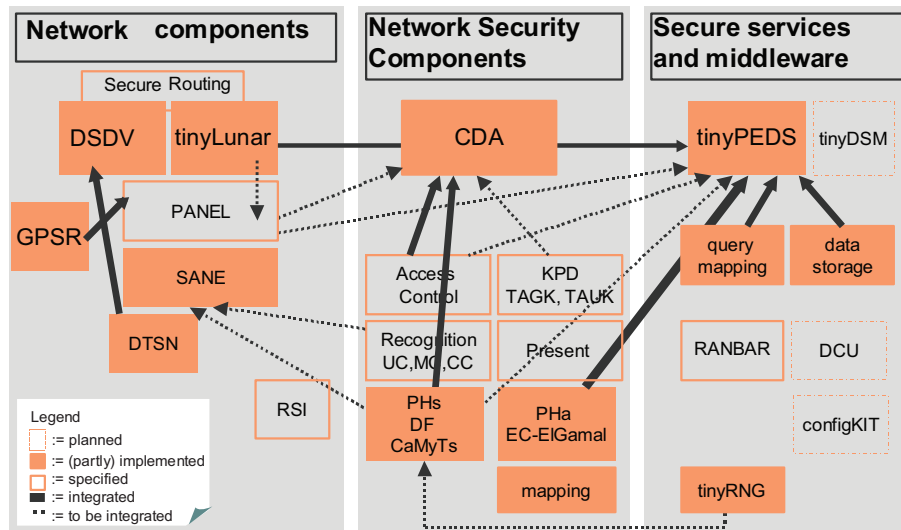 Network components
Network Security
Components
Secure services
and middleware
Secure Routing
DSDV
tinyLunar
CDA
tinyPEDS
tinyDSM
PANEL
GPSR
query
mapping
data
storage
SANE
Access
Control
KPD
TAGK, TAUK
DTSN
Recognition
UC,MC,CC
Present
RANBAR
DCU
RSI
PHs
DF
CaMyTs
PHa
EC-ElGamal
configKIT
mapping
tinyRNG
Legend
:= planned
:= (partly) implemented
:= specified
:= integrated
:= to be integrated